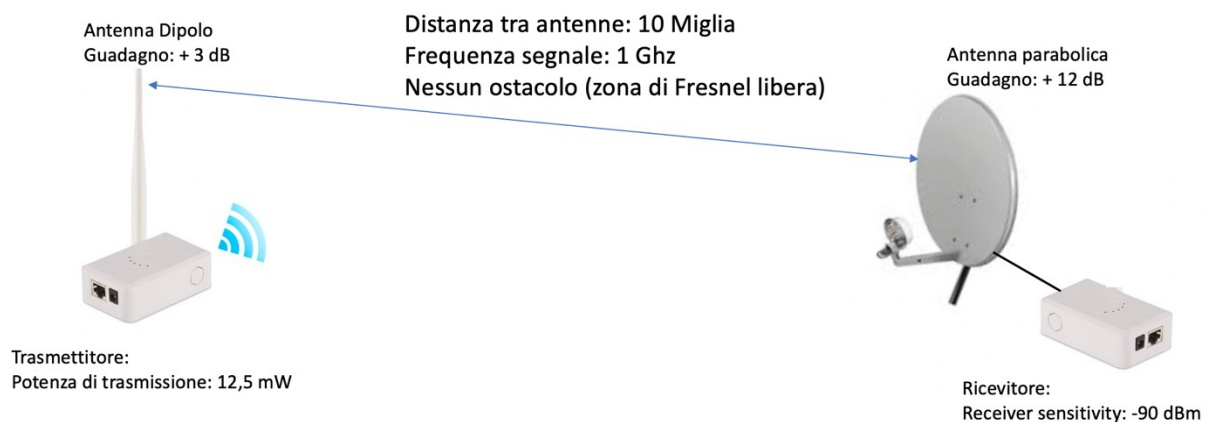 Antenna Dipolo
Guadagno: + 3 dB
Distanza tra antenne: 10 Miglia
Frequenza segnale: 1 Ghz
Nessun ostacolo (zona di Fresnel libera)
Antenna parabolica
Guadagno: + 12 dB
Trasmettitore:
Potenza di trasmissione: 12,5 mW
Ricevitore:
Receiver sensitivity: -90 dBm